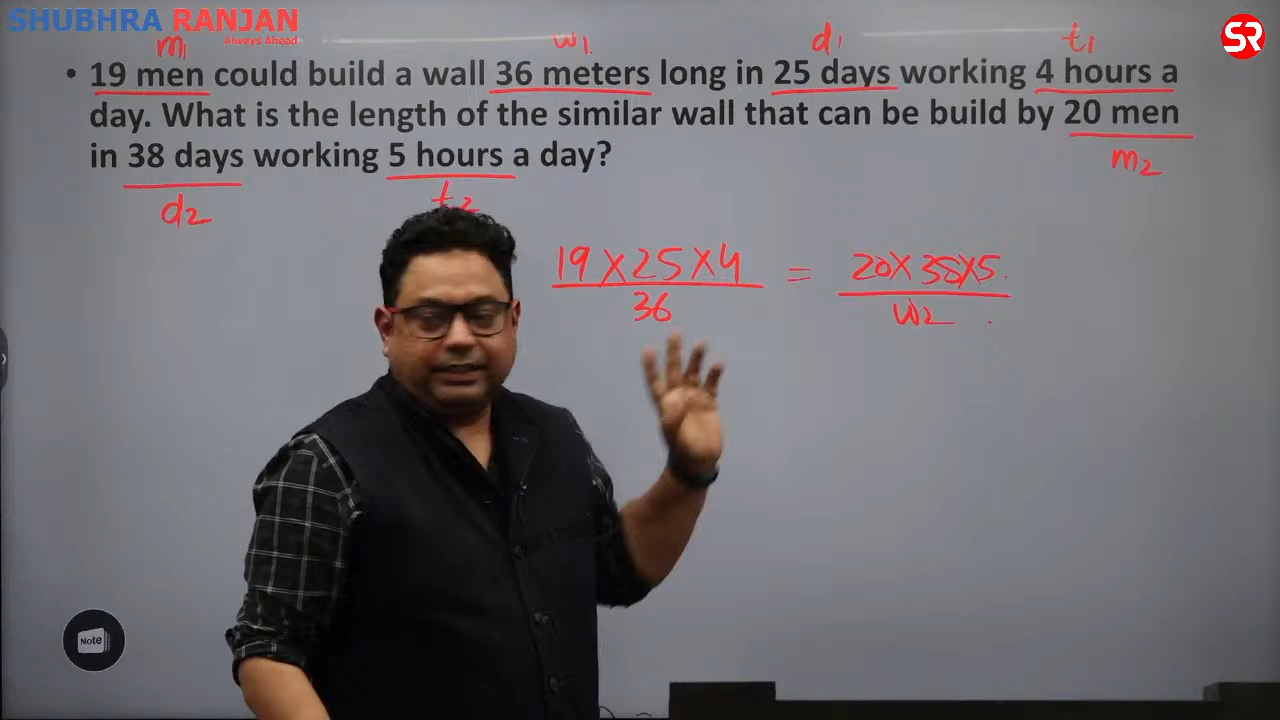 SHUBHRA RANJAN
Always Ahead
SR
m1 w1 d1 t1
• 19 men could build a wall 36 meters long in 25 days working 4 hours a
day. What is the length of the similar wall that can be build by 20 men
in 38 days working 5 hours a day?
m2
d2 t2
19×25×4 = 20×38×5
36 w2
Note